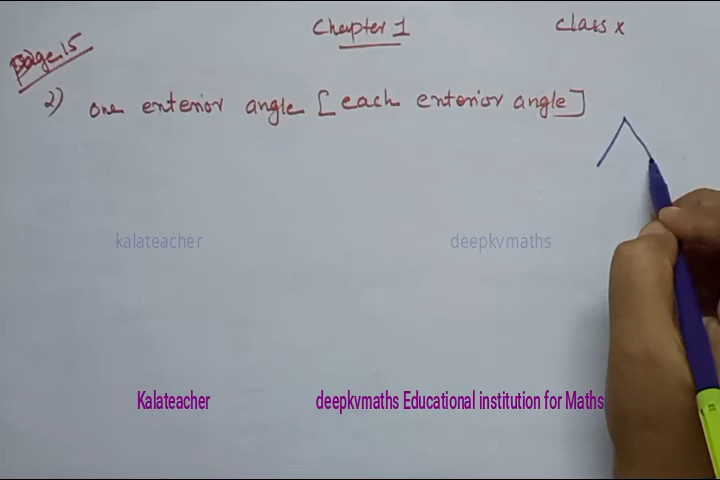 Chapter 1 Class x
page 15
2) one exterior angle [each exterior angle]
kalateacher deepkvmaths
Kalateacher deepkvmaths Educational institution for Maths